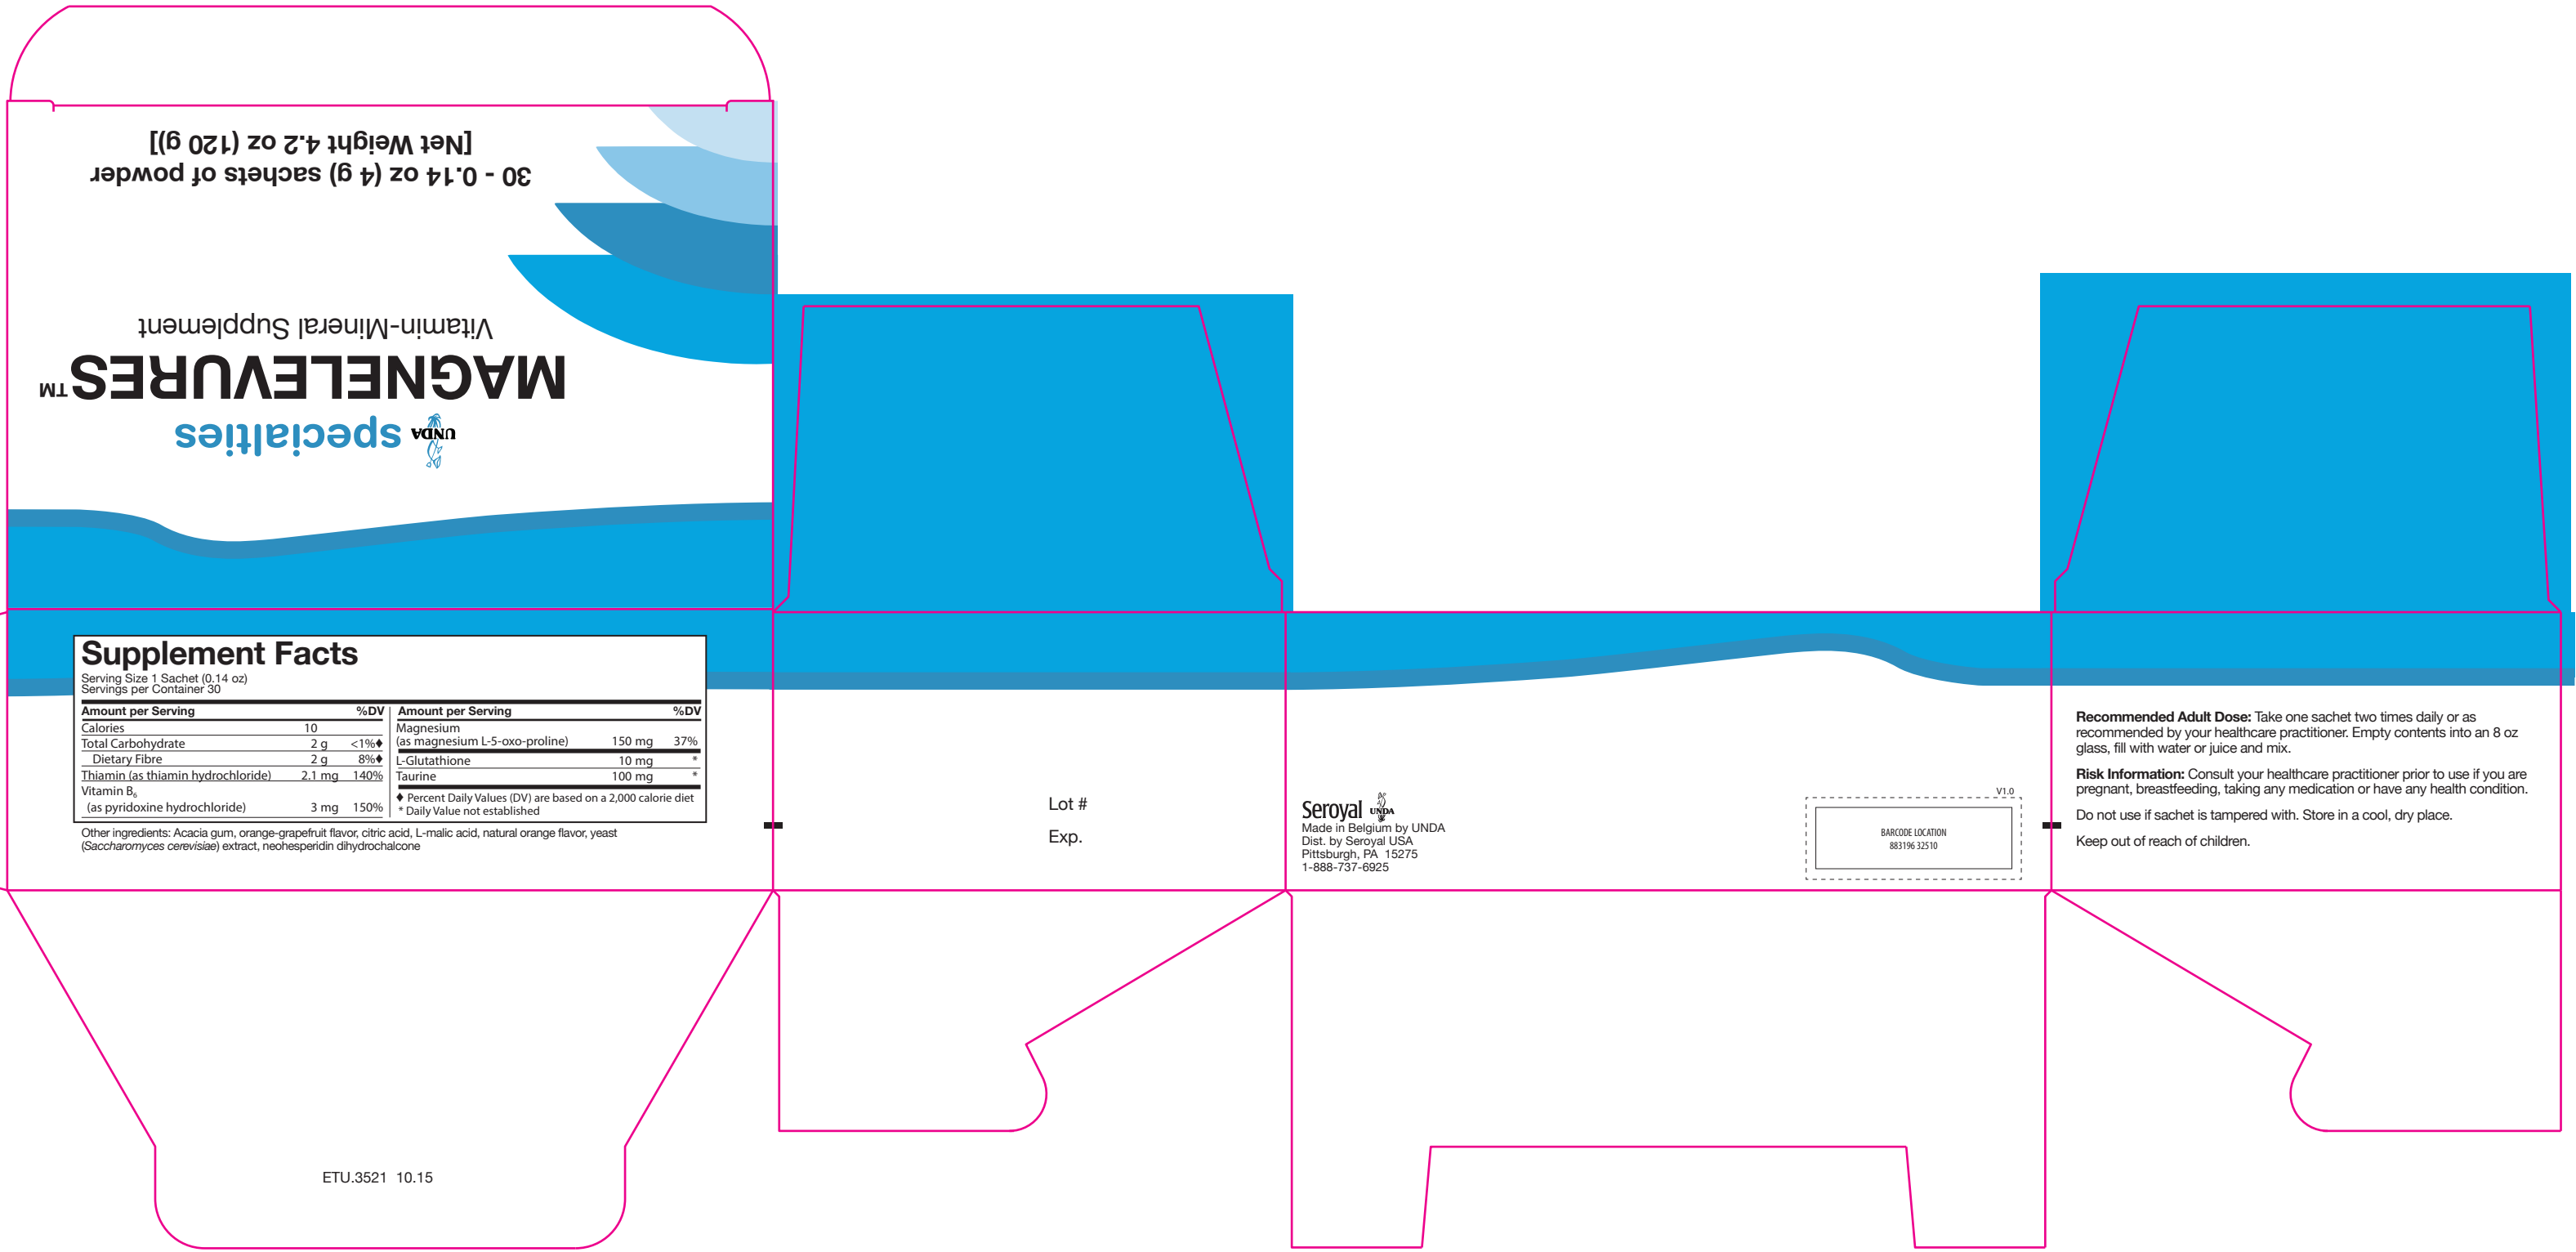 UNDA specialties
MAGNELEVURES™
Vitamin-Mineral Supplement
30 - 0.14 oz (4 g) sachets of powder
[Net Weight 4.2 oz (120 g)]
Supplement Facts
Serving Size 1 Sachet (0.14 oz)
Servings per Container 30
Amount per Serving %DV
Calories 10
Total Carbohydrate 2 g <1%♦
Dietary Fibre 2 g 8%♦
Thiamin (as thiamin hydrochloride) 2.1 mg 140%
Vitamin B₆
(as pyridoxine hydrochloride) 3 mg 150%
Amount per Serving %DV
Magnesium
(as magnesium L-5-oxo-proline) 150 mg 37%
L-Glutathione 10 mg *
Taurine 100 mg *
♦ Percent Daily Values (DV) are based on a 2,000 calorie diet
* Daily Value not established
Other ingredients: Acacia gum, orange-grapefruit flavor, citric acid, L-malic acid, natural orange flavor, yeast
(Saccharomyces cerevisiae) extract, neohesperidin dihydrochalcone
Lot #
Exp.
Seroyal UNDA
Made in Belgium by UNDA
Dist. by Seroyal USA
Pittsburgh, PA 15275
1-888-737-6925
V1.0
BARCODE LOCATION
883196 32510
Recommended Adult Dose: Take one sachet two times daily or as
recommended by your healthcare practitioner. Empty contents into an 8 oz
glass, fill with water or juice and mix.
Risk Information: Consult your healthcare practitioner prior to use if you are
pregnant, breastfeeding, taking any medication or have any health condition.
Do not use if sachet is tampered with. Store in a cool, dry place.
Keep out of reach of children.
ETU.3521 10.15